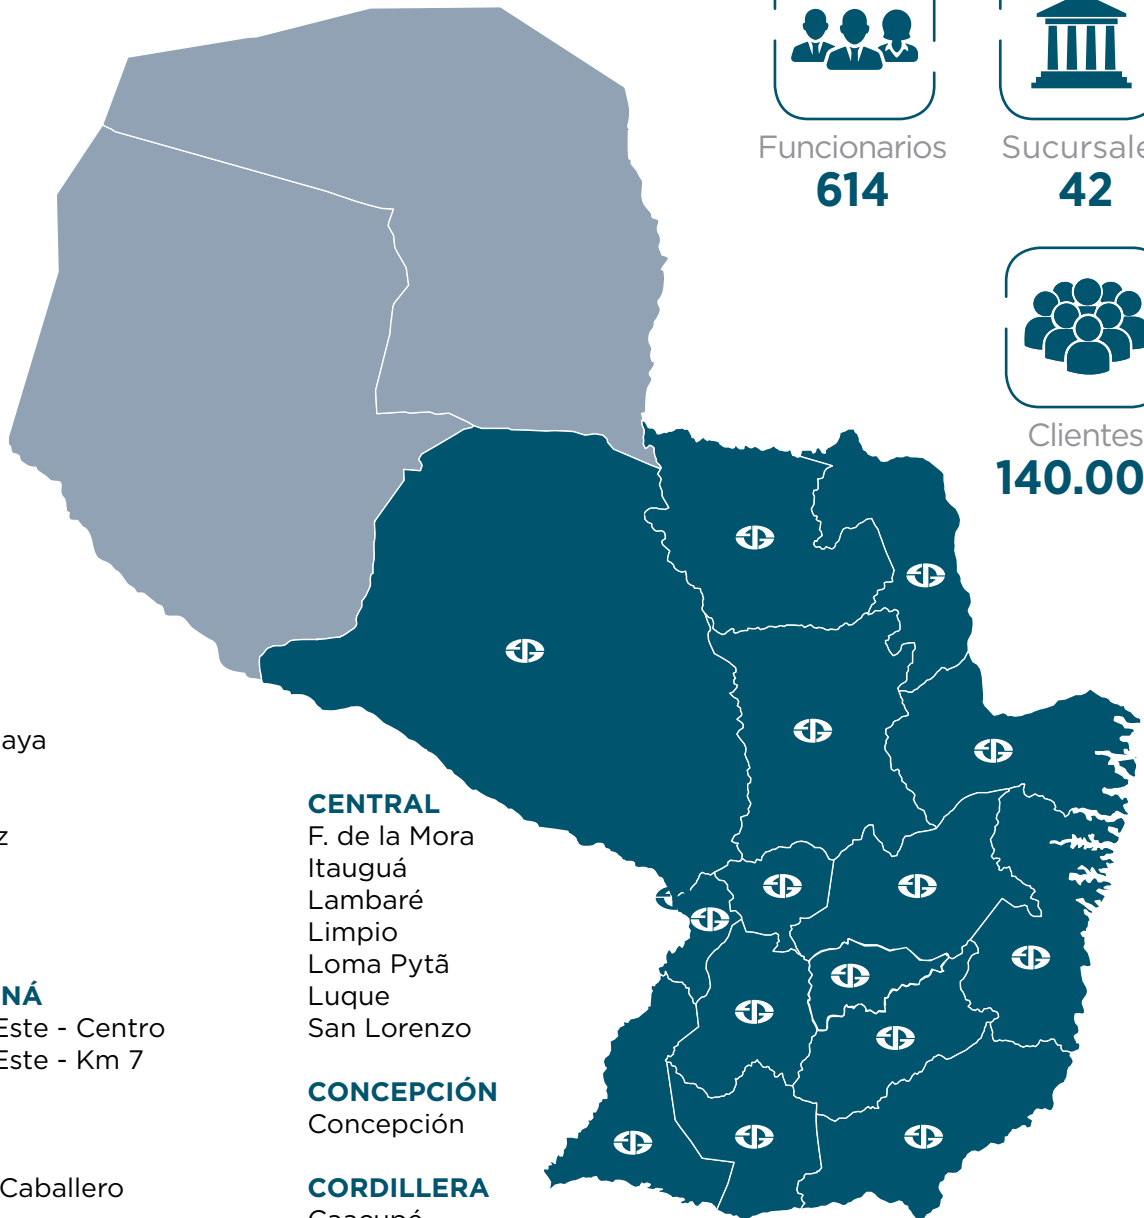 Funcionarios
614
Sucursale
42
Clientes
140.00
aya
z
NÁ
Este - Centro
Este - Km 7
Caballero
CENTRAL
F. de la Mora
Itauguá
Lambaré
Limpio
Loma Pytã
Luque
San Lorenzo
CONCEPCIÓN
Concepción
CORDILLERA
Caacupé